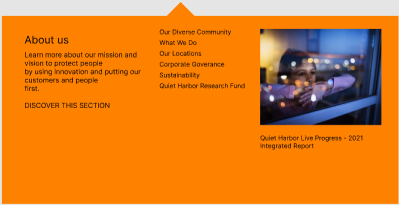 About us
Learn more about our mission and
vision to protect people
by using innovation and putting our
customers and people
first.
DISCOVER THIS SECTION
Our Diverse Community
What We Do
Our Locations
Corporate Goverance
Sustainability
Quiet Harbor Research Fund
Quiet Harbor Live Progress - 2021
Integrated Report